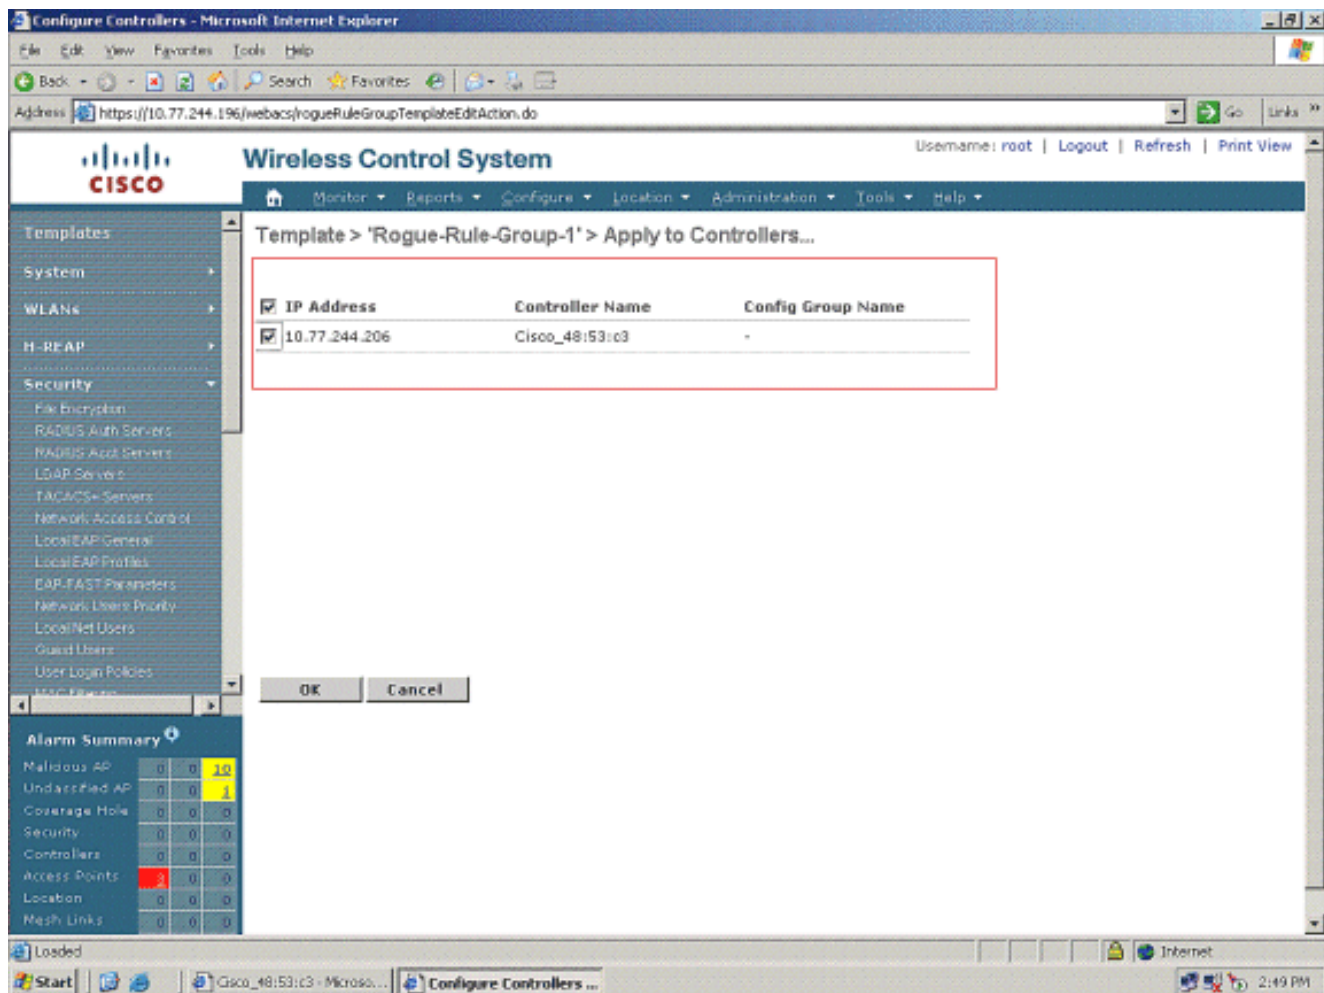 Configure Controllers - Microsoft Internet Explorer
File Edit View Favorites Tools Help
Back Search Favorites
Address https://10.77.244.196/webacs/rogueRuleGroupTemplateEditAction.do Go Links »
CISCO
Wireless Control System
Username: root | Logout | Refresh | Print View
Monitor Reports Configure Location Administration Tools Help
Templates
System
WLANs
H-REAP
Security
File Encryption
RADIUS Auth Servers
RADIUS Acct Servers
LDAP Servers
TACACS+ Servers
Network Access Control
Local EAP General
Local EAP Profiles
EAP-FAST Parameters
Network Users Priority
Local Net Users
Guest Users
User Login Policies
Template > 'Rogue-Rule-Group-1' > Apply to Controllers...
IP Address Controller Name Config Group Name
10.77.244.206 Cisco_48:53:c3 -
OK Cancel
Alarm Summary
Malicious AP 0 0 10
Unclassified AP 0 0 1
Coverage Hole 0 0 0
Security 0 0 0
Controllers 0 0 0
Access Points 0 0
Location 0 0 0
Mesh Links 0 0 0
Loaded Internet
Start Cisco_48:53:c3 - Microso... Configure Controllers ... 2:49 PM